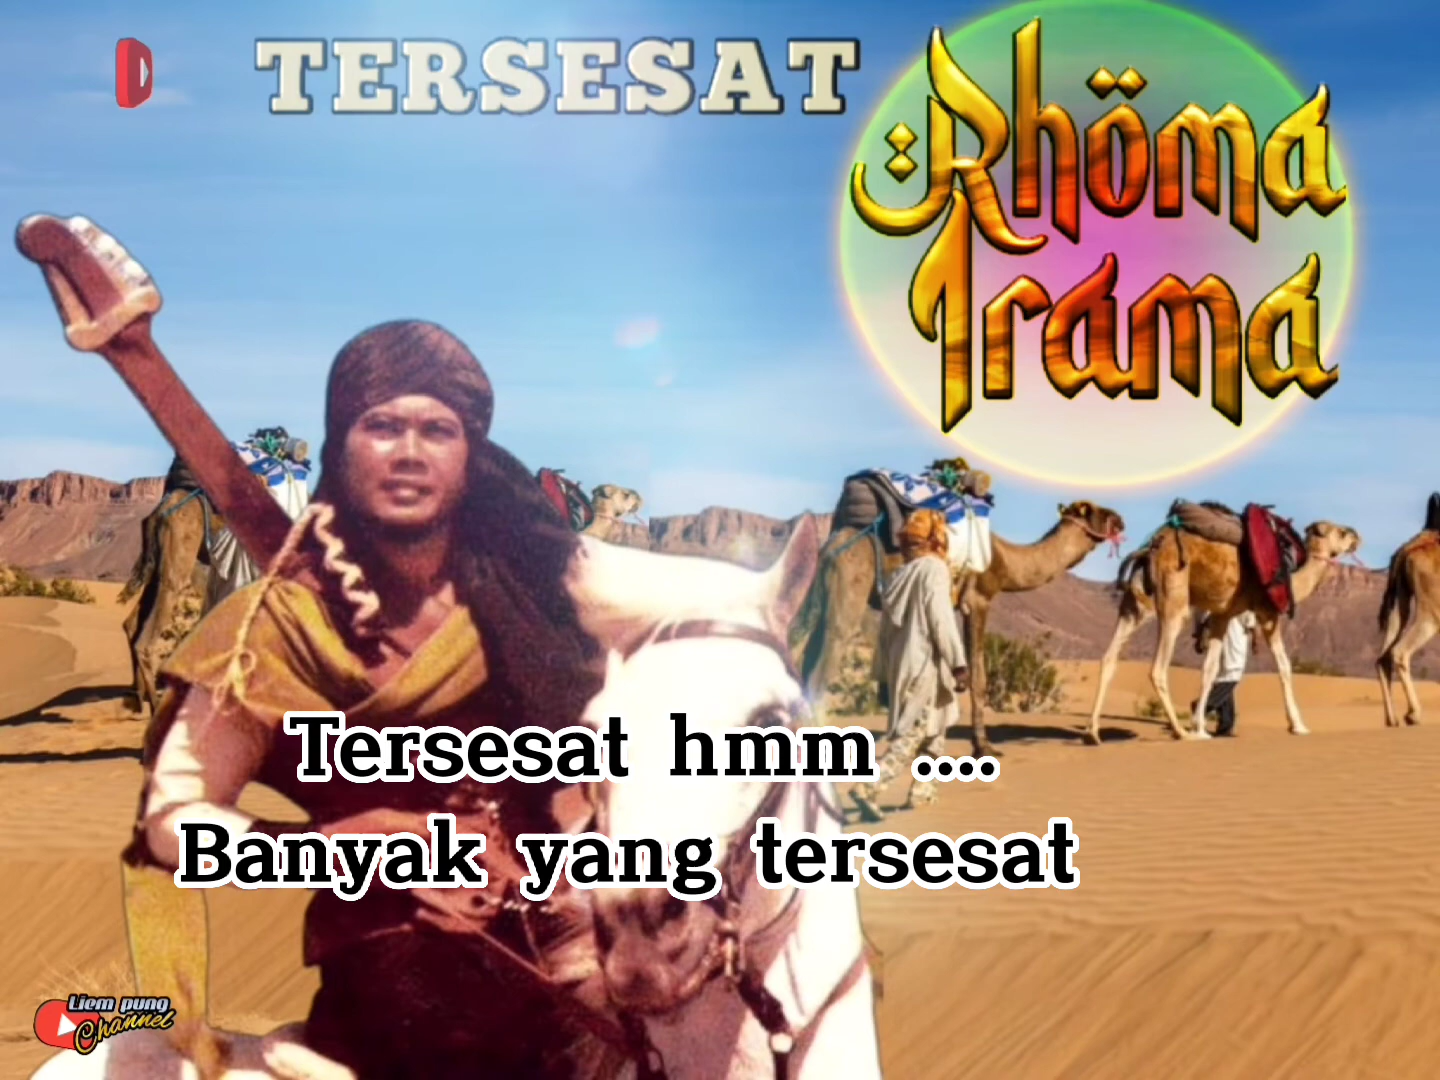 TERSESAT
Rhöma
Irama
Tersesat hmm ....
Banyak yang tersesat
Liem pung
Channel